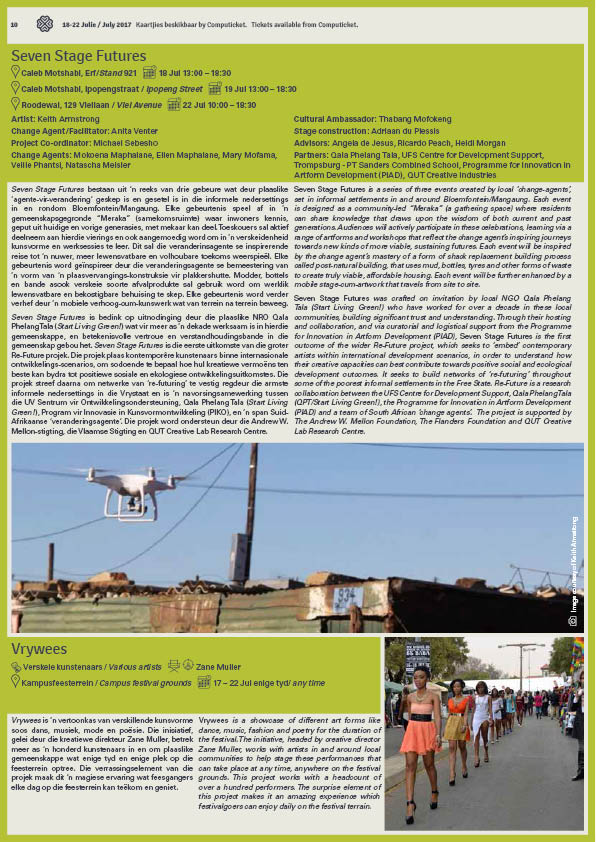 10
18-22 Julie / July 2017 Kaartjies beskikbaar by Computicket. Tickets available from Computicket.
Seven Stage Futures
Caleb Motshabi, Erf/Stand 921 18 Jul 13:00 – 18:30
Caleb Motshabi, Ipopengstraat / Ipopeng Street 19 Jul 13:00 – 18:30
Roodewal, 129 Viellaan / Viel Avenue 22 Jul 10:00 – 18:30
Artist: Keith Armstrong
Change Agent/Facilitator: Anita Venter
Project Co-ordinator: Michael Sebesho
Change Agents: Mokoena Maphalane, Ellen Maphalane, Mary Mofama,
Velile Phantsi, Natascha Meisler
Cultural Ambassador: Thabang Mofokeng
Stage construction: Adriaan du Plessis
Advisors: Angela de Jesus, Ricardo Peach, Heidi Morgan
Partners: Qala Phelang Tala, UFS Centre for Development Support,
Trompsburg - PT Sanders Combined School, Programme for Innovation in
Artform Development (PIAD), QUT Creative Industries
Seven Stage Futures bestaan uit 'n reeks van drie gebeure wat deur plaaslike
'agents-vir-verandering' geskep is en gesetel is in die informele nedersettings
in en rondom Bloemfontein/Mangaung. Elke gebeurtenis speel af in 'n
gemeenskapsgegronde "Meraka" (samekomsruimte) waar inwoners kennis,
geput uit huidige en vorige generasies, met mekaar kan deel. Toeskouers sal aktief
deelneem aan hierdie vierings en ook aangemoedig word om in 'n verskeidenheid
kunsvorme en werksessies te leer. Dit sal die veranderinsagente se inspirerende
reise tot 'n nuwer, meer lewensvatbare en volhoubare toekoms weerspieël. Elke
gebeurtenis word geïnspireer deur die veranderingsagente se bemeestering van
'n vorm van 'n plaasvervangings-konstruksie vir plakkershutte. Modder, bottels
en bande asook verskeie soorte afvalprodukte sal gebruik word om werklik
lewensvatbare en bekostigbare behuising te skep. Elke gebeurtenis word verder
verhef deur 'n mobiele verhoog-cum-kunswerk wat van terrein na terrein beweeg.
Seven Stage Futures is bedink op uitnodiging deur die plaaslike NRO Qala
Phelang Tala (Start Living Green!) wat vir meer as 'n dekade werksaam is in hierdie
gemeenskappe, en betekenisvolle vertroue en verstandhoudingsbande in die
gemeenskap gebou het. Seven Stage Futures is die eerste uitkomste van die groter
Re-Future projek. Die projek plaas kontemporêre kunstenaars binne internasionale
ontwikkelings-scenarios, om sodoende te bepaal hoe hul kreatiewe vermoëns ten
beste kan bydra tot positiewe sosiale en ekologiese ontwikkelingsuitkomstes. Die
projek streef daarna om netwerke van 're-futuring' te vestig regdeur die armste
informele nedersettings in die Vrystaat en is 'n navorsingsamewerking tussen
die UV Sentrum vir Ontwikkelingsondersteuning, Qala Phelang Tala (Start Living
Green!), Program vir Innovasie in Kunsvormontwikkeling (PIKO), en 'n span Suid-
Afrikaanse 'veranderingsagente'. Die projek word ondersteun deur die Andrew W.
Mellon-stigting, die Vlaamse Stigting en QUT Creative Lab Research Centre.
Seven Stage Futures is a series of three events created by local 'change-agents',
set in informal settlements in and around Bloemfontein/Mangaung. Each event
is designed as a community-led "Meraka" (a gathering space) where residents
can share knowledge that draws upon the wisdom of both current and past
generations. Audiences will actively participate in these celebrations, learning via a
range of artforms and workshops that reflect the change agent's inspiring journeys
towards new kinds of more viable, sustaining futures. Each event will be inspired
by the change agent's mastery of a form of shack replacement building process
called post-natural building, that uses mud, bottles, tyres and other forms of waste
to create truly viable, affordable housing. Each event will be further enhanced by a
mobile stage-cum-artwork that travels from site to site.
Seven Stage Futures was crafted on invitation by local NGO Qala Phelang
Tala (Start Living Green!) who have worked for over a decade in these local
communities, building significant trust and understanding. Through their hosting
and collaboration, and via curatorial and logistical support from the Programme
for Innovation in Artform Development (PIAD), Seven Stage Futures is the first
outcome of the wider Re-Future project, which seeks to 'embed' contemporary
artists within international development scenarios, in order to understand how
their creative capacities can best contribute towards positive social and ecological
development outcomes. It seeks to build networks of 're-futuring' throughout
some of the poorest informal settlements in the Free State. Re-Future is a research
collaboration between the UFS Centre for Development Support, Qala Phelang Tala
(QPT/Start Living Green!), the Programme for Innovation in Artform Development
(PIAD) and a team of South African 'change agents'. The project is supported by
The Andrew W. Mellon Foundation, The Flanders Foundation and QUT Creative
Lab Research Centre.
934
Image courtesy of Keith Armstrong
Vrywees
Verskeie kunstenaars / Various artists Zane Muller
Kampusfeesterrein / Campus festival grounds 17 – 22 Jul enige tyd/ any time
Vrywees is 'n vertoonkas van verskillende kunsvorme
soos dans, musiek, mode en poësie. Die inisiatief,
gelei deur die kreatiewe direkteur Zane Muller, betrek
meer as 'n honderd kunstenaars in en om plaaslike
gemeenskappe wat enige tyd en enige plek op die
feesterrein optree. Die verrassingselement van die
projek maak dit 'n magiese ervaring wat feesgangers
elke dag op die feesterrein kan teëkom en geniet.
Vrywees is a showcase of different art forms like
dance, music, fashion and poetry for the duration of
the festival. The initiative, headed by creative director
Zane Muller, works with artists in and around local
communities to help stage these performances that
can take place at any time, anywhere on the festival
grounds. This project works with a headcount of
over a hundred performers. The surprise element of
this project makes it an amazing experience which
festivalgoers can enjoy daily on the festival terrain.